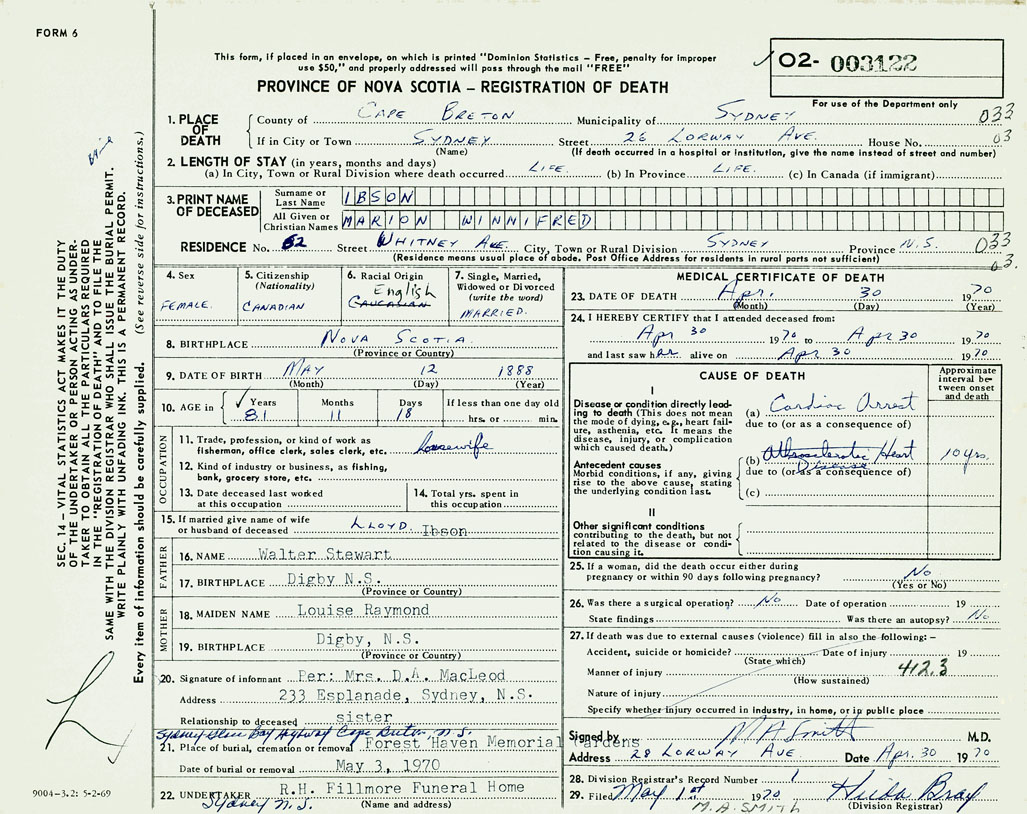 FORM 6
This form, if placed in an envelope, on which is printed "Dominion Statistics – Free, penalty for improper
use $50," and properly addressed will pass through the mail "FREE"
O2- 003122
PROVINCE OF NOVA SCOTIA – REGISTRATION OF DEATH
For use of the Department only
1. PLACE OF DEATH County of CAPE BRETON Municipality of SYDNEY 033
If in City or Town SYDNEY Street 26 LORWAY AVE. House No. 03
(Name) (If death occurred in a hospital or institution, give the name instead of street and number)
2. LENGTH OF STAY (in years, months and days)
(a) In City, Town or Rural Division where death occurred LIFE. (b) In Province LIFE. (c) In Canada (if immigrant)
3. PRINT NAME OF DECEASED Surname or Last Name IBSON
All Given or Christian Names MARION WINNIFRED
RESIDENCE No. 62 Street WHITNEY AVE. City, Town or Rural Division SYDNEY Province N.S. 033
(Residence means usual place of abode. Post Office Address for residents in rural parts not sufficient) 03.
4. Sex FEMALE.
5. Citizenship (Nationality) CANADIAN
6. Racial Origin English CAUCASIAN
7. Single, Married, Widowed or Divorced (write the word) MARRIED.
8. BIRTHPLACE NOVA SCOTIA
(Province or Country)
9. DATE OF BIRTH MAY 12 1888
(Month) (Day) (Year)
10. AGE in Years 81 Months 11 Days 18 If less than one day old
hrs. or min.
OCCUPATION
11. Trade, profession, or kind of work as
fisherman, office clerk, sales clerk, etc. housewife
12. Kind of industry or business, as fishing,
bank, grocery store, etc.
13. Date deceased last worked
at this occupation
14. Total yrs. spent in
this occupation
15. If married give name of wife
or husband of deceased LLOYD. Ibson
FATHER
16. NAME Walter Stewart
17. BIRTHPLACE Digby N.S.
(Province or Country)
MOTHER
18. MAIDEN NAME Louise Raymond
19. BIRTHPLACE Digby, N.S.
(Province or Country)
20. Signature of informant Per: Mrs. D.A. MacLeod
Address 233 Esplanade, Sydney, N.S.
Relationship to deceased sister
Sydney Glace Bay Highway Cape Breton, N.S.
21. Place of burial, cremation or removal Forest Haven Memorial Gardens
Date of burial or removal May 3, 1970
22. UNDERTAKER R.H. Fillmore Funeral Home
Sydney N.S. (Name and address)
MEDICAL CERTIFICATE OF DEATH
23. DATE OF DEATH Apr. 30 1970
(Month) (Day) (Year)
24. I HEREBY CERTIFY that I attended deceased from:
Apr 30 1970 to Apr 30 1970
and last saw her alive on Apr 30 1970
CAUSE OF DEATH
Approximate interval between onset and death
I
Disease or condition directly leading to death (This does not mean the mode of dying, e.g., heart failure, asthenia, etc. It means the disease, injury, or complication which caused death.)
(a) Cardiac Arrest
due to (or as a consequence of)
Antecedent causes
Morbid conditions, if any, giving rise to the above cause, stating the underlying condition last.
(b) Atherosclerotic Heart Disease 10 yrs.
due to (or as a consequence of)
(c)
II
Other significant conditions
contributing to the death, but not
related to the disease or condition causing it.
25. If a woman, did the death occur either during
pregnancy or within 90 days following pregnancy? No
(Yes or No)
26. Was there a surgical operation? No Date of operation 19
State findings Was there an autopsy? No
27. If death was due to external causes (violence) fill in also the following: –
Accident, suicide or homicide? Date of injury 19
(State which)
Manner of injury 412.3
(How sustained)
Nature of injury
Specify whether injury occurred in industry, in home, or in public place
Signed by M A Smith M.D.
Address 28 LORWAY AVE Date Apr. 30 1970
28. Division Registrar's Record Number 1
29. Filed May 1st 1970 Hilda Bray
M.A. SMITH (Division Registrar)
SEC. 14 – VITAL STATISTICS ACT MAKES IT THE DUTY
OF THE UNDERTAKER OR PERSON ACTING AS UNDER-
TAKER TO OBTAIN ALL THE PARTICULARS REQUIRED
IN THE "REGISTRATION OF DEATH" AND FILE THE
SAME WITH THE DIVISION REGISTRAR WHO SHALL ISSUE THE BURIAL PERMIT.
WRITE PLAINLY WITH UNFADING INK. THIS IS A PERMANENT RECORD.
Every item of information should be carefully supplied. (See reverse side for instructions.)
9004-3.2: 5-2-69